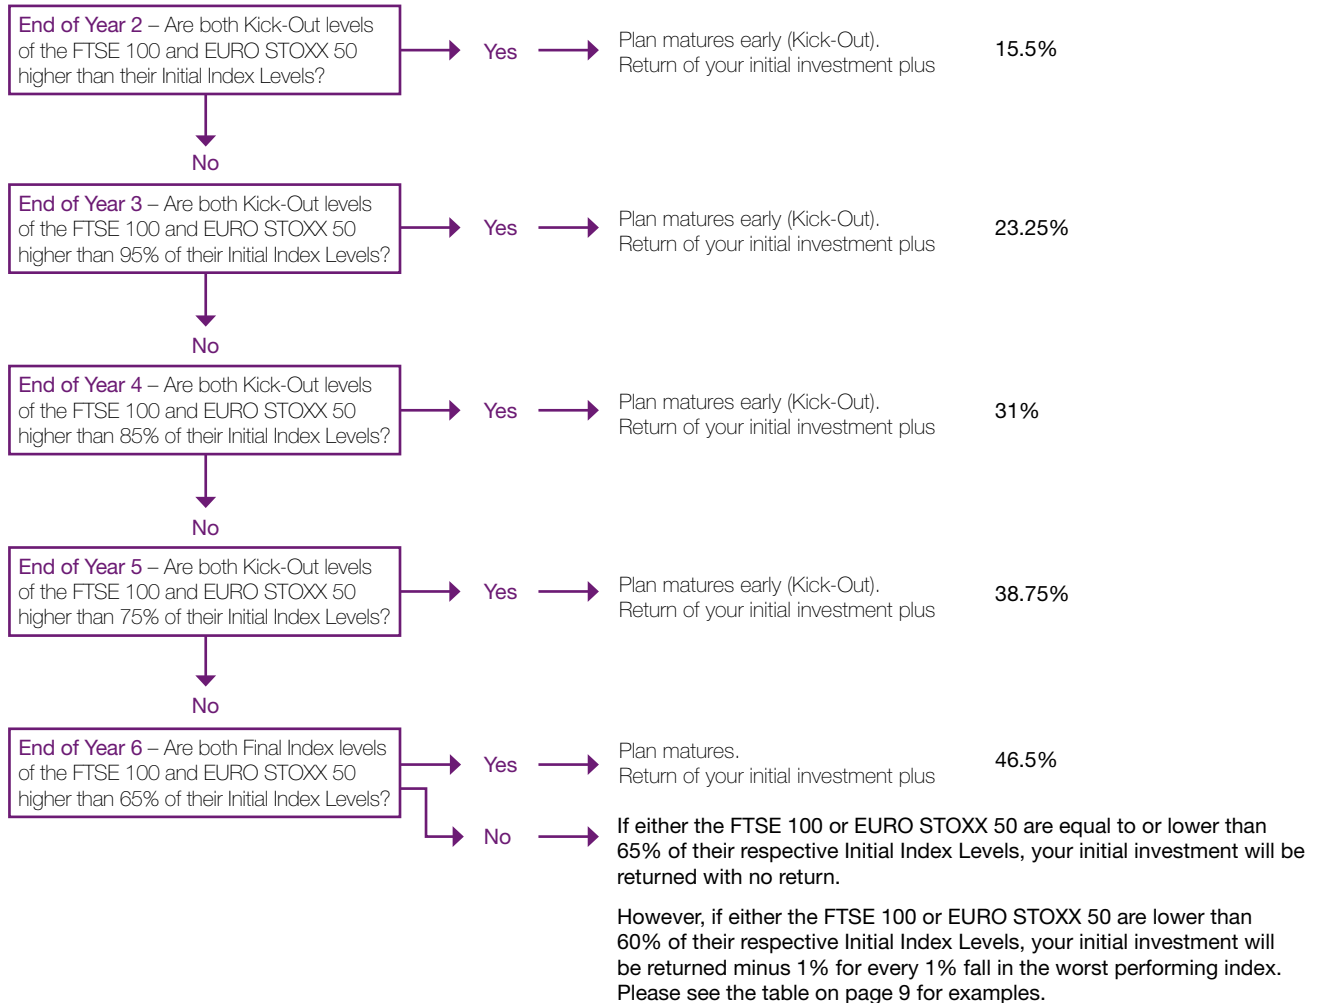 End of Year 2 – Are both Kick-Out levels
of the FTSE 100 and EURO STOXX 50
higher than their Initial Index Levels?
Yes
Plan matures early (Kick-Out).
Return of your initial investment plus
15.5%
No
End of Year 3 – Are both Kick-Out levels
of the FTSE 100 and EURO STOXX 50
higher than 95% of their Initial Index Levels?
Yes
Plan matures early (Kick-Out).
Return of your initial investment plus
23.25%
No
End of Year 4 – Are both Kick-Out levels
of the FTSE 100 and EURO STOXX 50
higher than 85% of their Initial Index Levels?
Yes
Plan matures early (Kick-Out).
Return of your initial investment plus
31%
No
End of Year 5 – Are both Kick-Out levels
of the FTSE 100 and EURO STOXX 50
higher than 75% of their Initial Index Levels?
Yes
Plan matures early (Kick-Out).
Return of your initial investment plus
38.75%
No
End of Year 6 – Are both Final Index levels
of the FTSE 100 and EURO STOXX 50
higher than 65% of their Initial Index Levels?
Yes
Plan matures.
Return of your initial investment plus
46.5%
No
If either the FTSE 100 or EURO STOXX 50 are equal to or lower than
65% of their respective Initial Index Levels, your initial investment will be
returned with no return.
However, if either the FTSE 100 or EURO STOXX 50 are lower than
60% of their respective Initial Index Levels, your initial investment will
be returned minus 1% for every 1% fall in the worst performing index.
Please see the table on page 9 for examples.